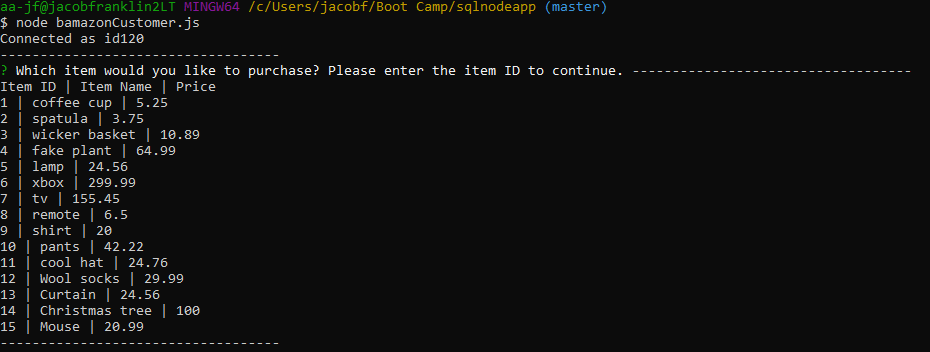 aa-jf@jacobfranklin2LT MINGW64 /c/Users/jacobf/Boot Camp/sqlnodeapp (master)
$ node bamazonCustomer.js
Connected as id120
-----------------------------------
? Which item would you like to purchase? Please enter the item ID to continue. -----------------------------------
Item ID | Item Name | Price
1 | coffee cup | 5.25
2 | spatula | 3.75
3 | wicker basket | 10.89
4 | fake plant | 64.99
5 | lamp | 24.56
6 | xbox | 299.99
7 | tv | 155.45
8 | remote | 6.5
9 | shirt | 20
10 | pants | 42.22
11 | cool hat | 24.76
12 | Wool socks | 29.99
13 | Curtain | 24.56
14 | Christmas tree | 100
15 | Mouse | 20.99
-----------------------------------